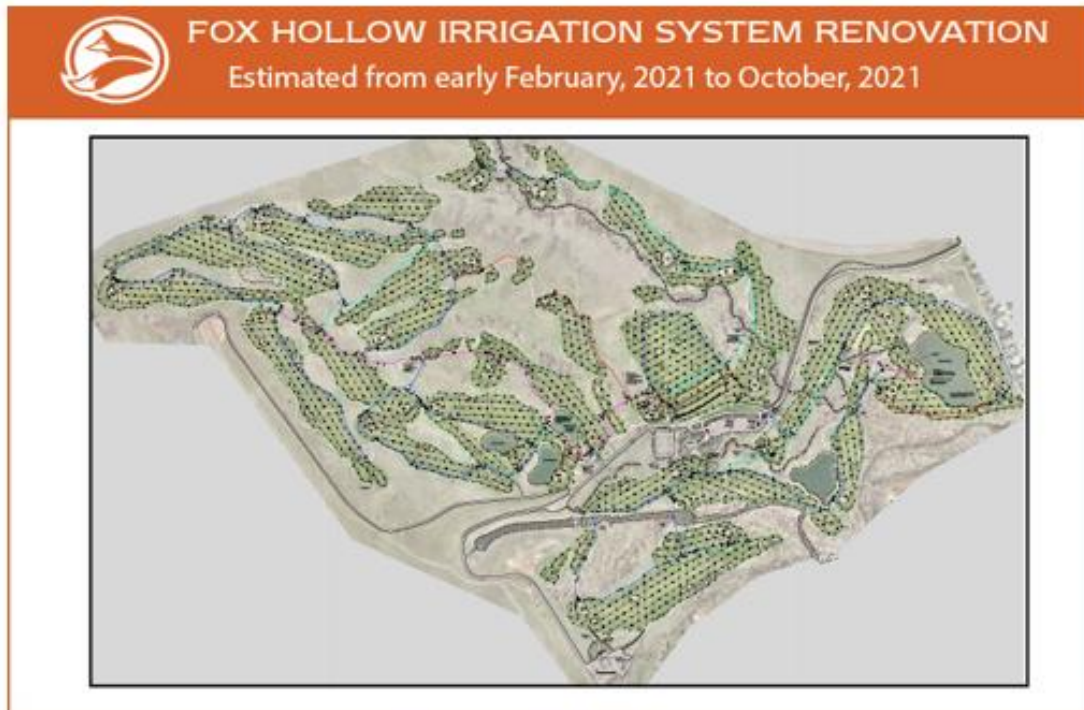 FOX HOLLOW IRRIGATION SYSTEM RENOVATION
Estimated from early February, 2021 to October, 2021